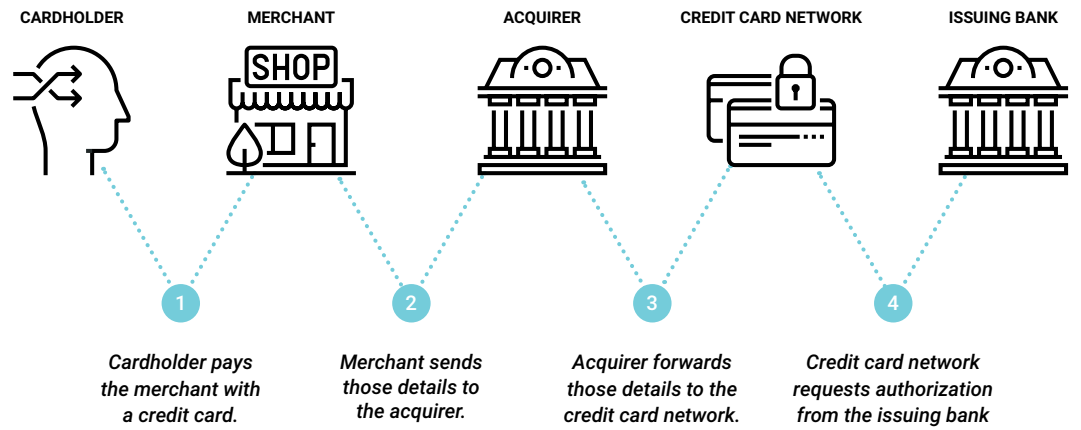 CARDHOLDER
MERCHANT
ACQUIRER
CREDIT CARD NETWORK
ISSUING BANK
SHOP
1
2
3
4
Cardholder pays
the merchant with
a credit card.
Merchant sends
those details to
the acquirer.
Acquirer forwards
those details to the
credit card network.
Credit card network
requests authorization
from the issuing bank